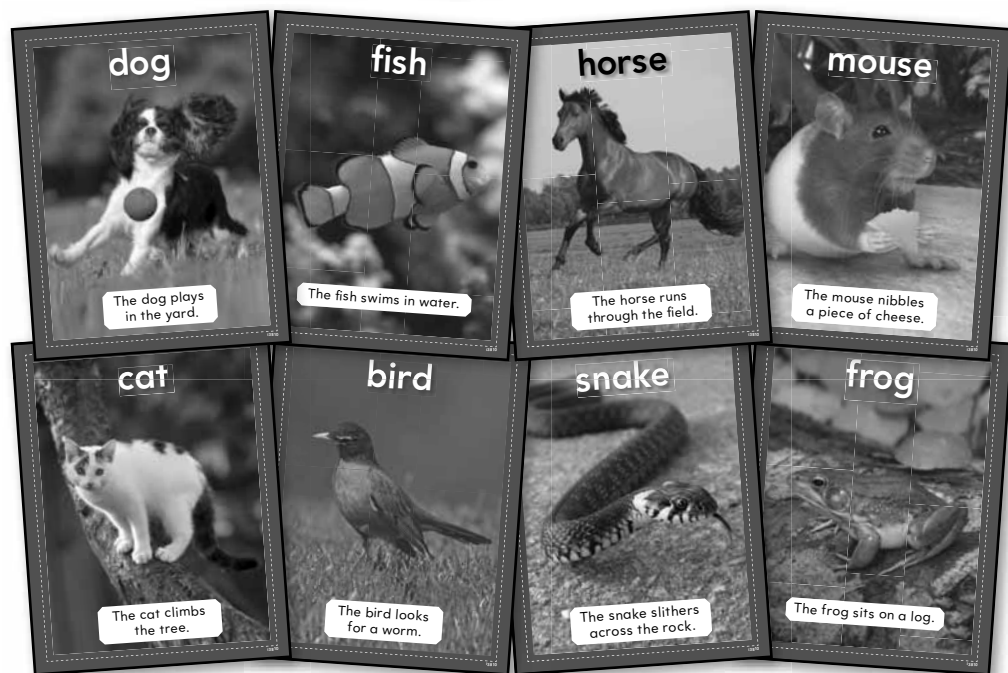 dog
The dog plays
in the yard.
fish
The fish swims in water.
horse
The horse runs
through the field.
mouse
The mouse nibbles
a piece of cheese.
cat
The cat climbs
the tree.
bird
The bird looks
for a worm.
snake
The snake slithers
across the rock.
frog
The frog sits on a log.